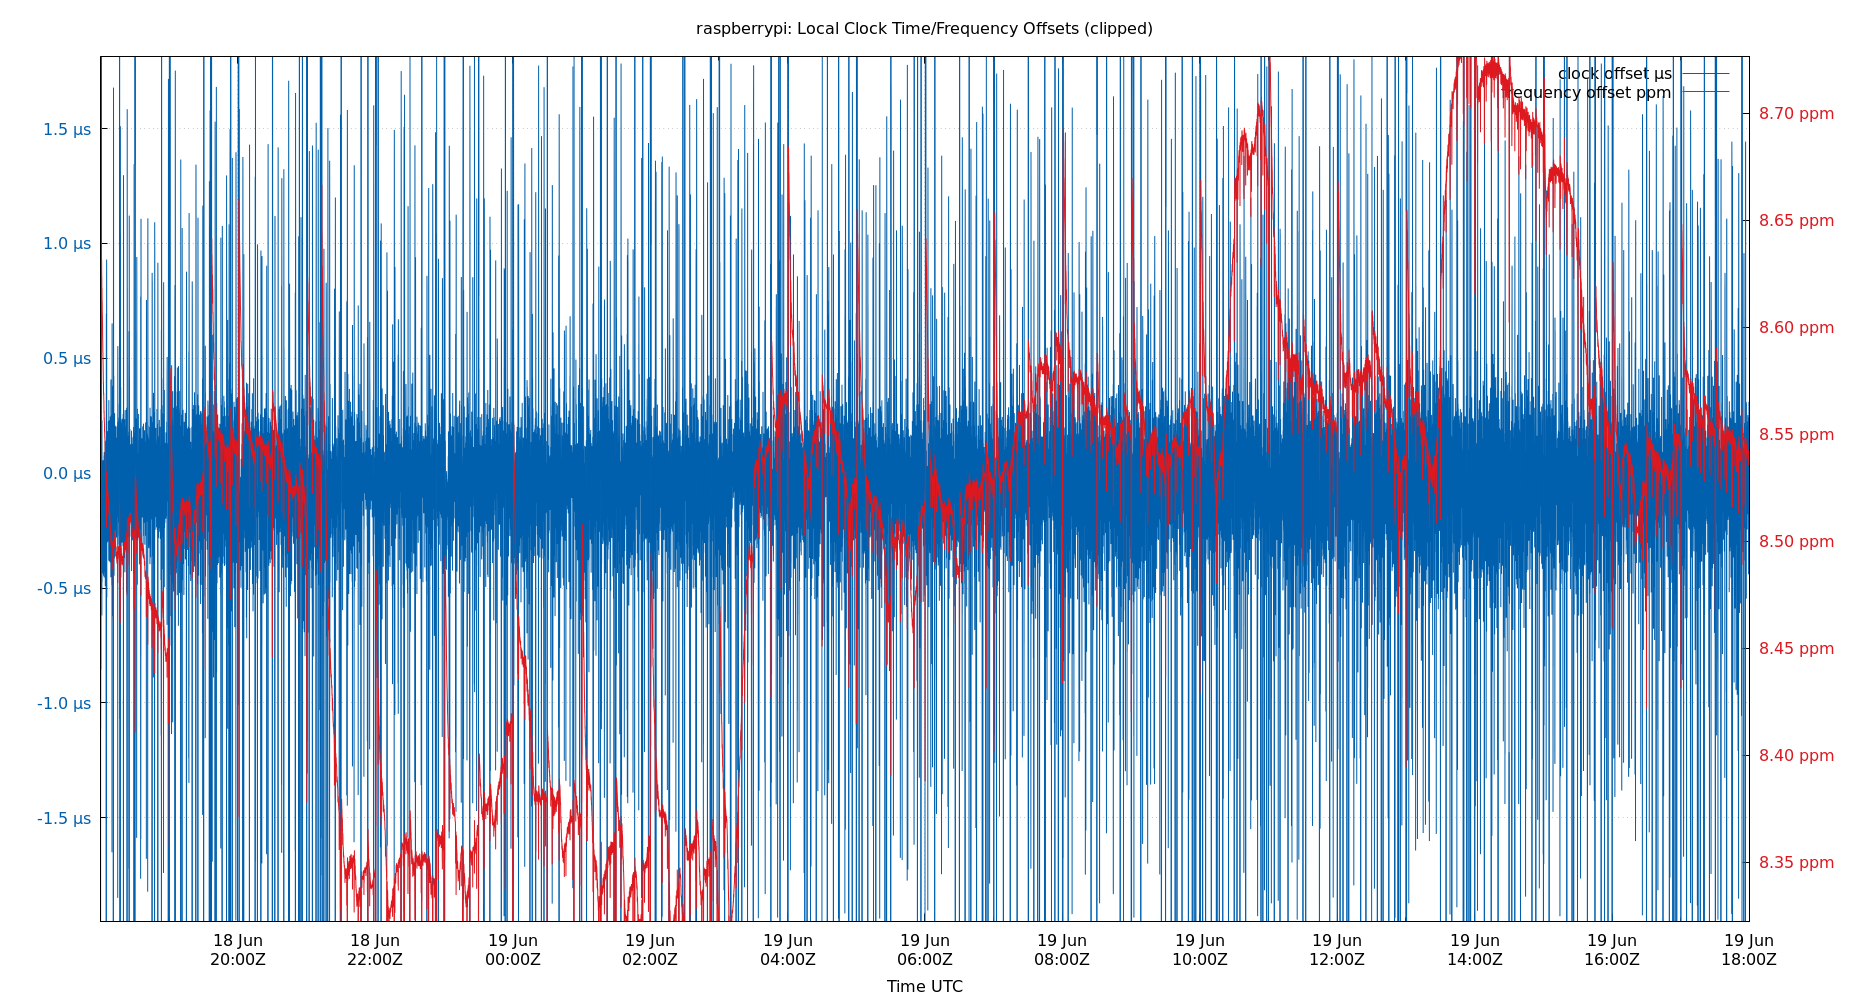 raspberrypi: Local Clock Time/Frequency Offsets (clipped)
clock offset µs
frequency offset ppm
1.5 µs
1.0 µs
0.5 µs
0.0 µs
-0.5 µs
-1.0 µs
-1.5 µs
8.70 ppm
8.65 ppm
8.60 ppm
8.55 ppm
8.50 ppm
8.45 ppm
8.40 ppm
8.35 ppm
18 Jun 18 Jun 19 Jun 19 Jun 19 Jun 19 Jun 19 Jun 19 Jun 19 Jun 19 Jun 19 Jun 19 Jun
20:00Z 22:00Z 00:00Z 02:00Z 04:00Z 06:00Z 08:00Z 10:00Z 12:00Z 14:00Z 16:00Z 18:00Z
Time UTC